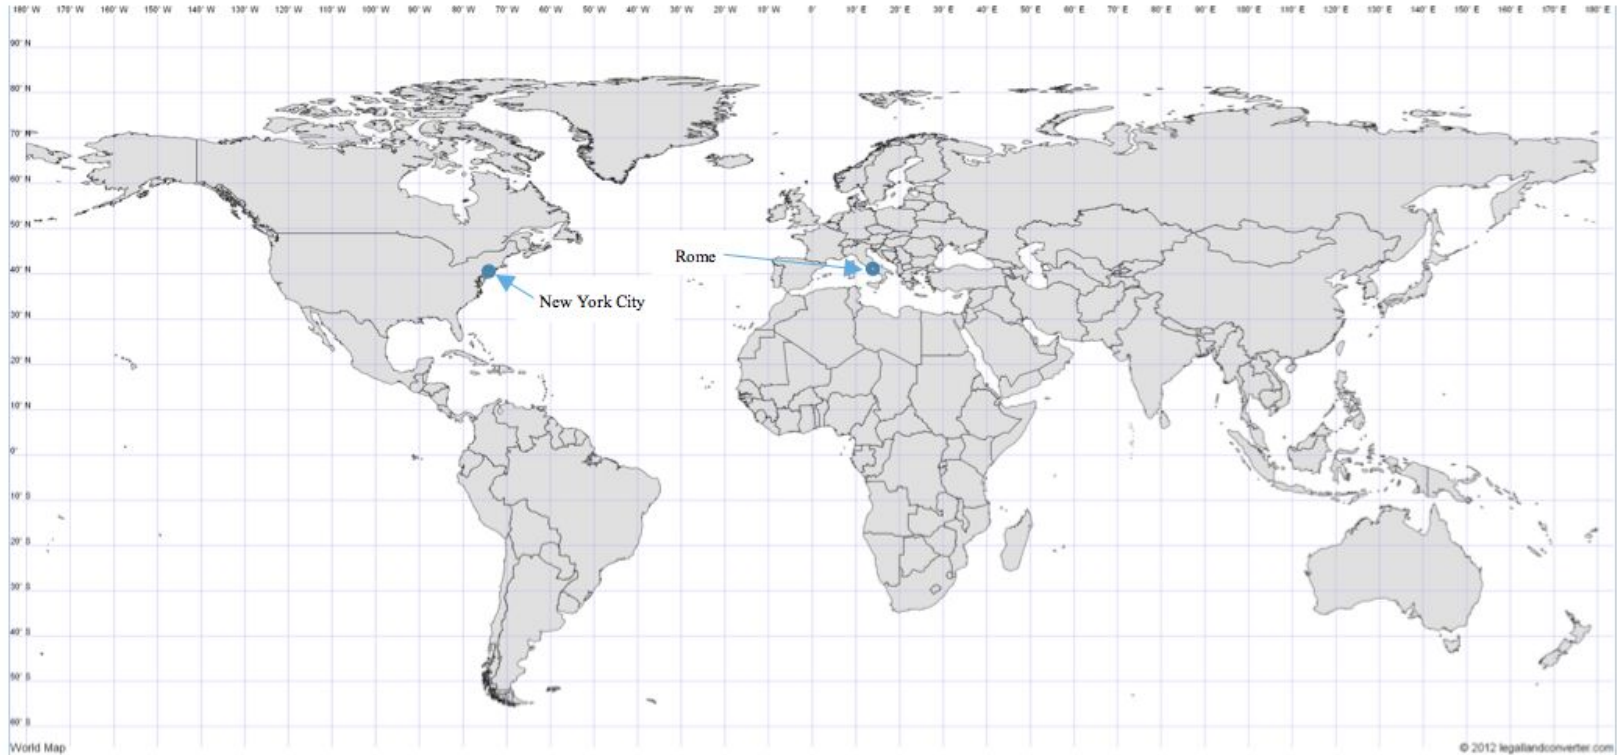 180° W 170° W 160° W 150° W 140° W 130° W 120° W 110° W 100° W 90° W 80° W 70° W 60° W 50° W 40° W 30° W 20° W 10° W 0° 10° E 20° E 30° E 40° E 50° E 60° E 70° E 80° E 90° E 100° E 110° E 120° E 130° E 140° E 150° E 160° E 170° E 180° E
90° N
80° N
70° N
60° N
50° N
Rome
40° N
New York City
30° N
20° N
10° N
0°
10° S
20° S
30° S
40° S
50° S
60° S
World Map
© 2012 legallandconverter.com